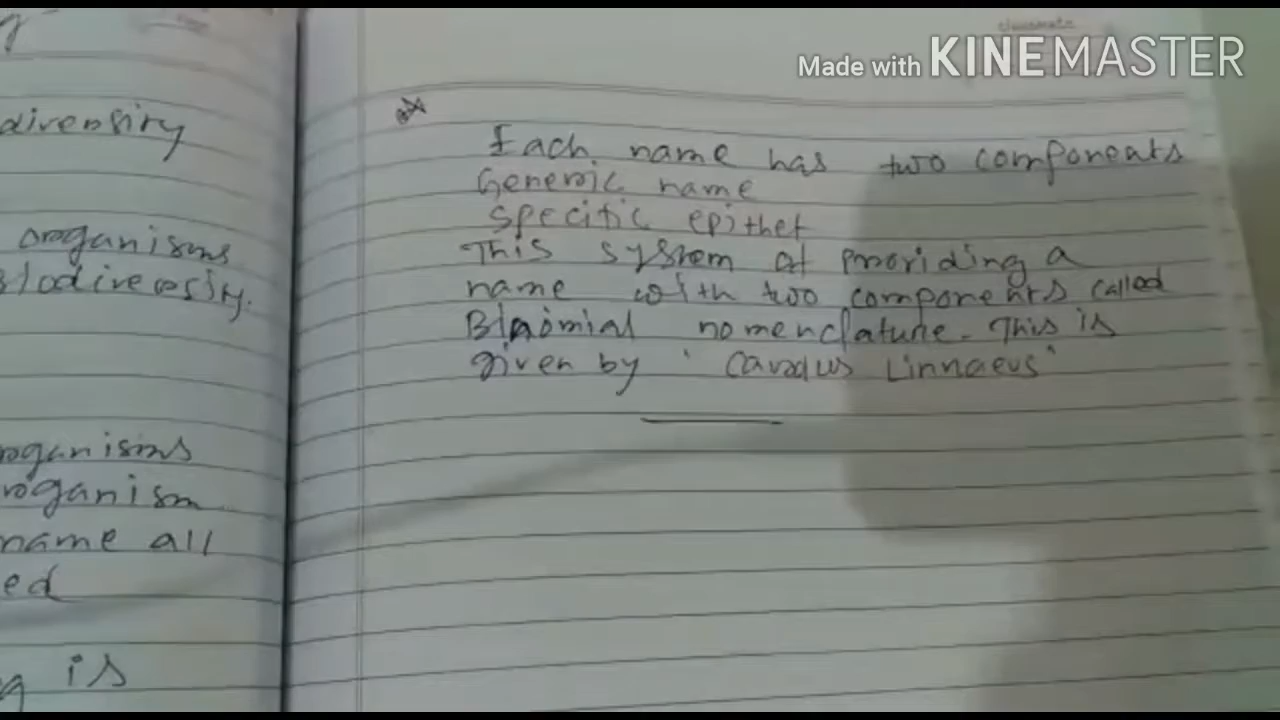 classmate
Made with KINEMASTER
diversity
Each name has two components
Generic name
specific epithet
organisms
This system of providing a
Biodiversity.
name with two components called
Binomial nomenclature. This is
given by 'Carolus Linnaeus'
organisms
organism
name all
ed
is